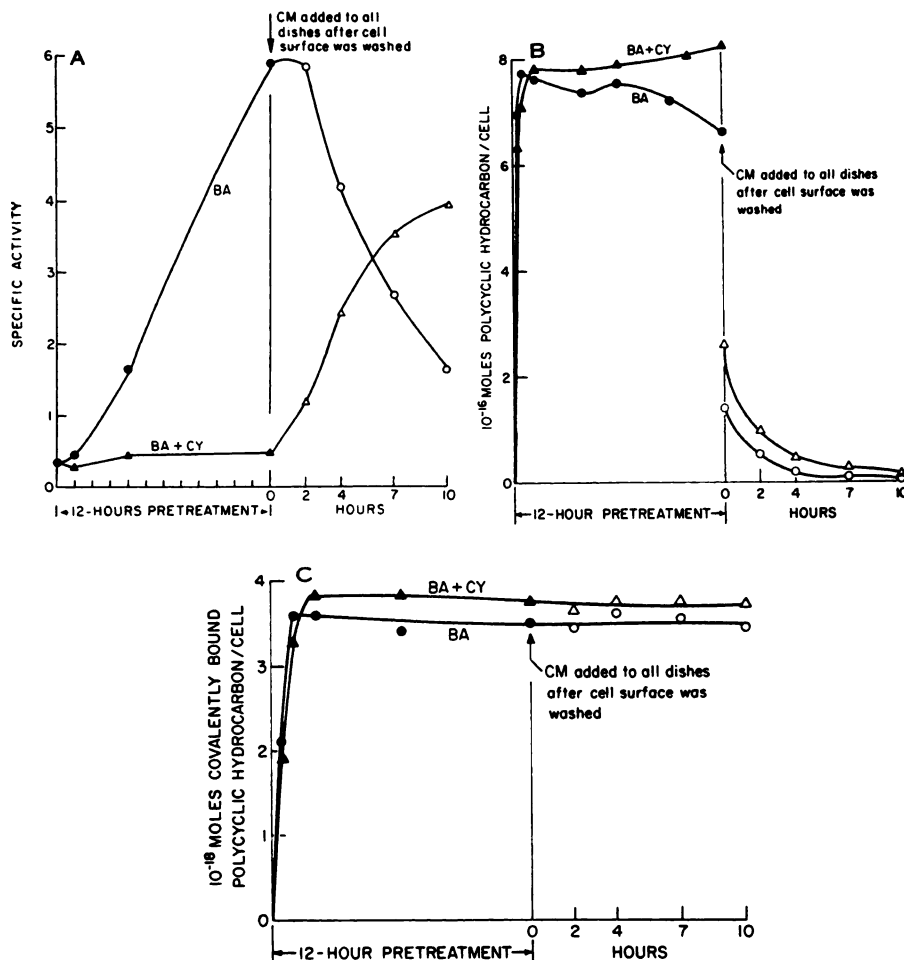 A
CM added to all
dishes after cell
surface was washed
SPECIFIC ACTIVITY
6
5
4
3
2
1
0
BA
BA + CY
12-HOURS PRETREATMENT
0 2 4 7 10
HOURS
B
10⁻¹⁶ MOLES POLYCYCLIC HYDROCARBON/CELL
8
6
4
2
0
BA+CY
BA
CM added to all dishes
after cell surface was
washed
12-HOUR PRETREATMENT
0 2 4 7 10
HOURS
C
10⁻¹⁸ MOLES COVALENTLY BOUND
POLYCYCLIC HYDROCARBON/CELL
4
3
2
1
0
BA + CY
BA
CM added to all dishes
after cell surface was
washed
0 2 4 7 10
12-HOUR PRETREATMENT
HOURS